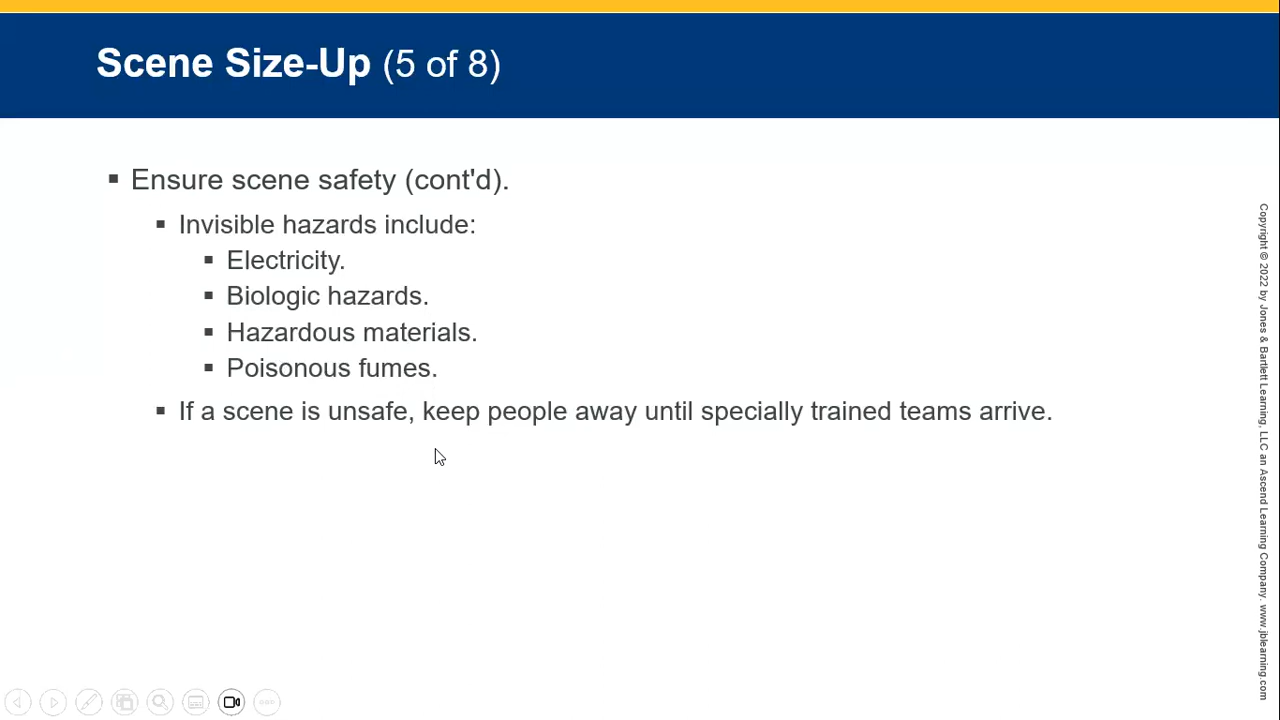 Scene Size-Up (5 of 8)
Ensure scene safety (cont'd).
Invisible hazards include:
Electricity.
Biologic hazards.
Hazardous materials.
Poisonous fumes.
If a scene is unsafe, keep people away until specially trained teams arrive.
Copyright © 2022 by Jones & Bartlett Learning, LLC an Ascend Learning Company. www.jblearning.com